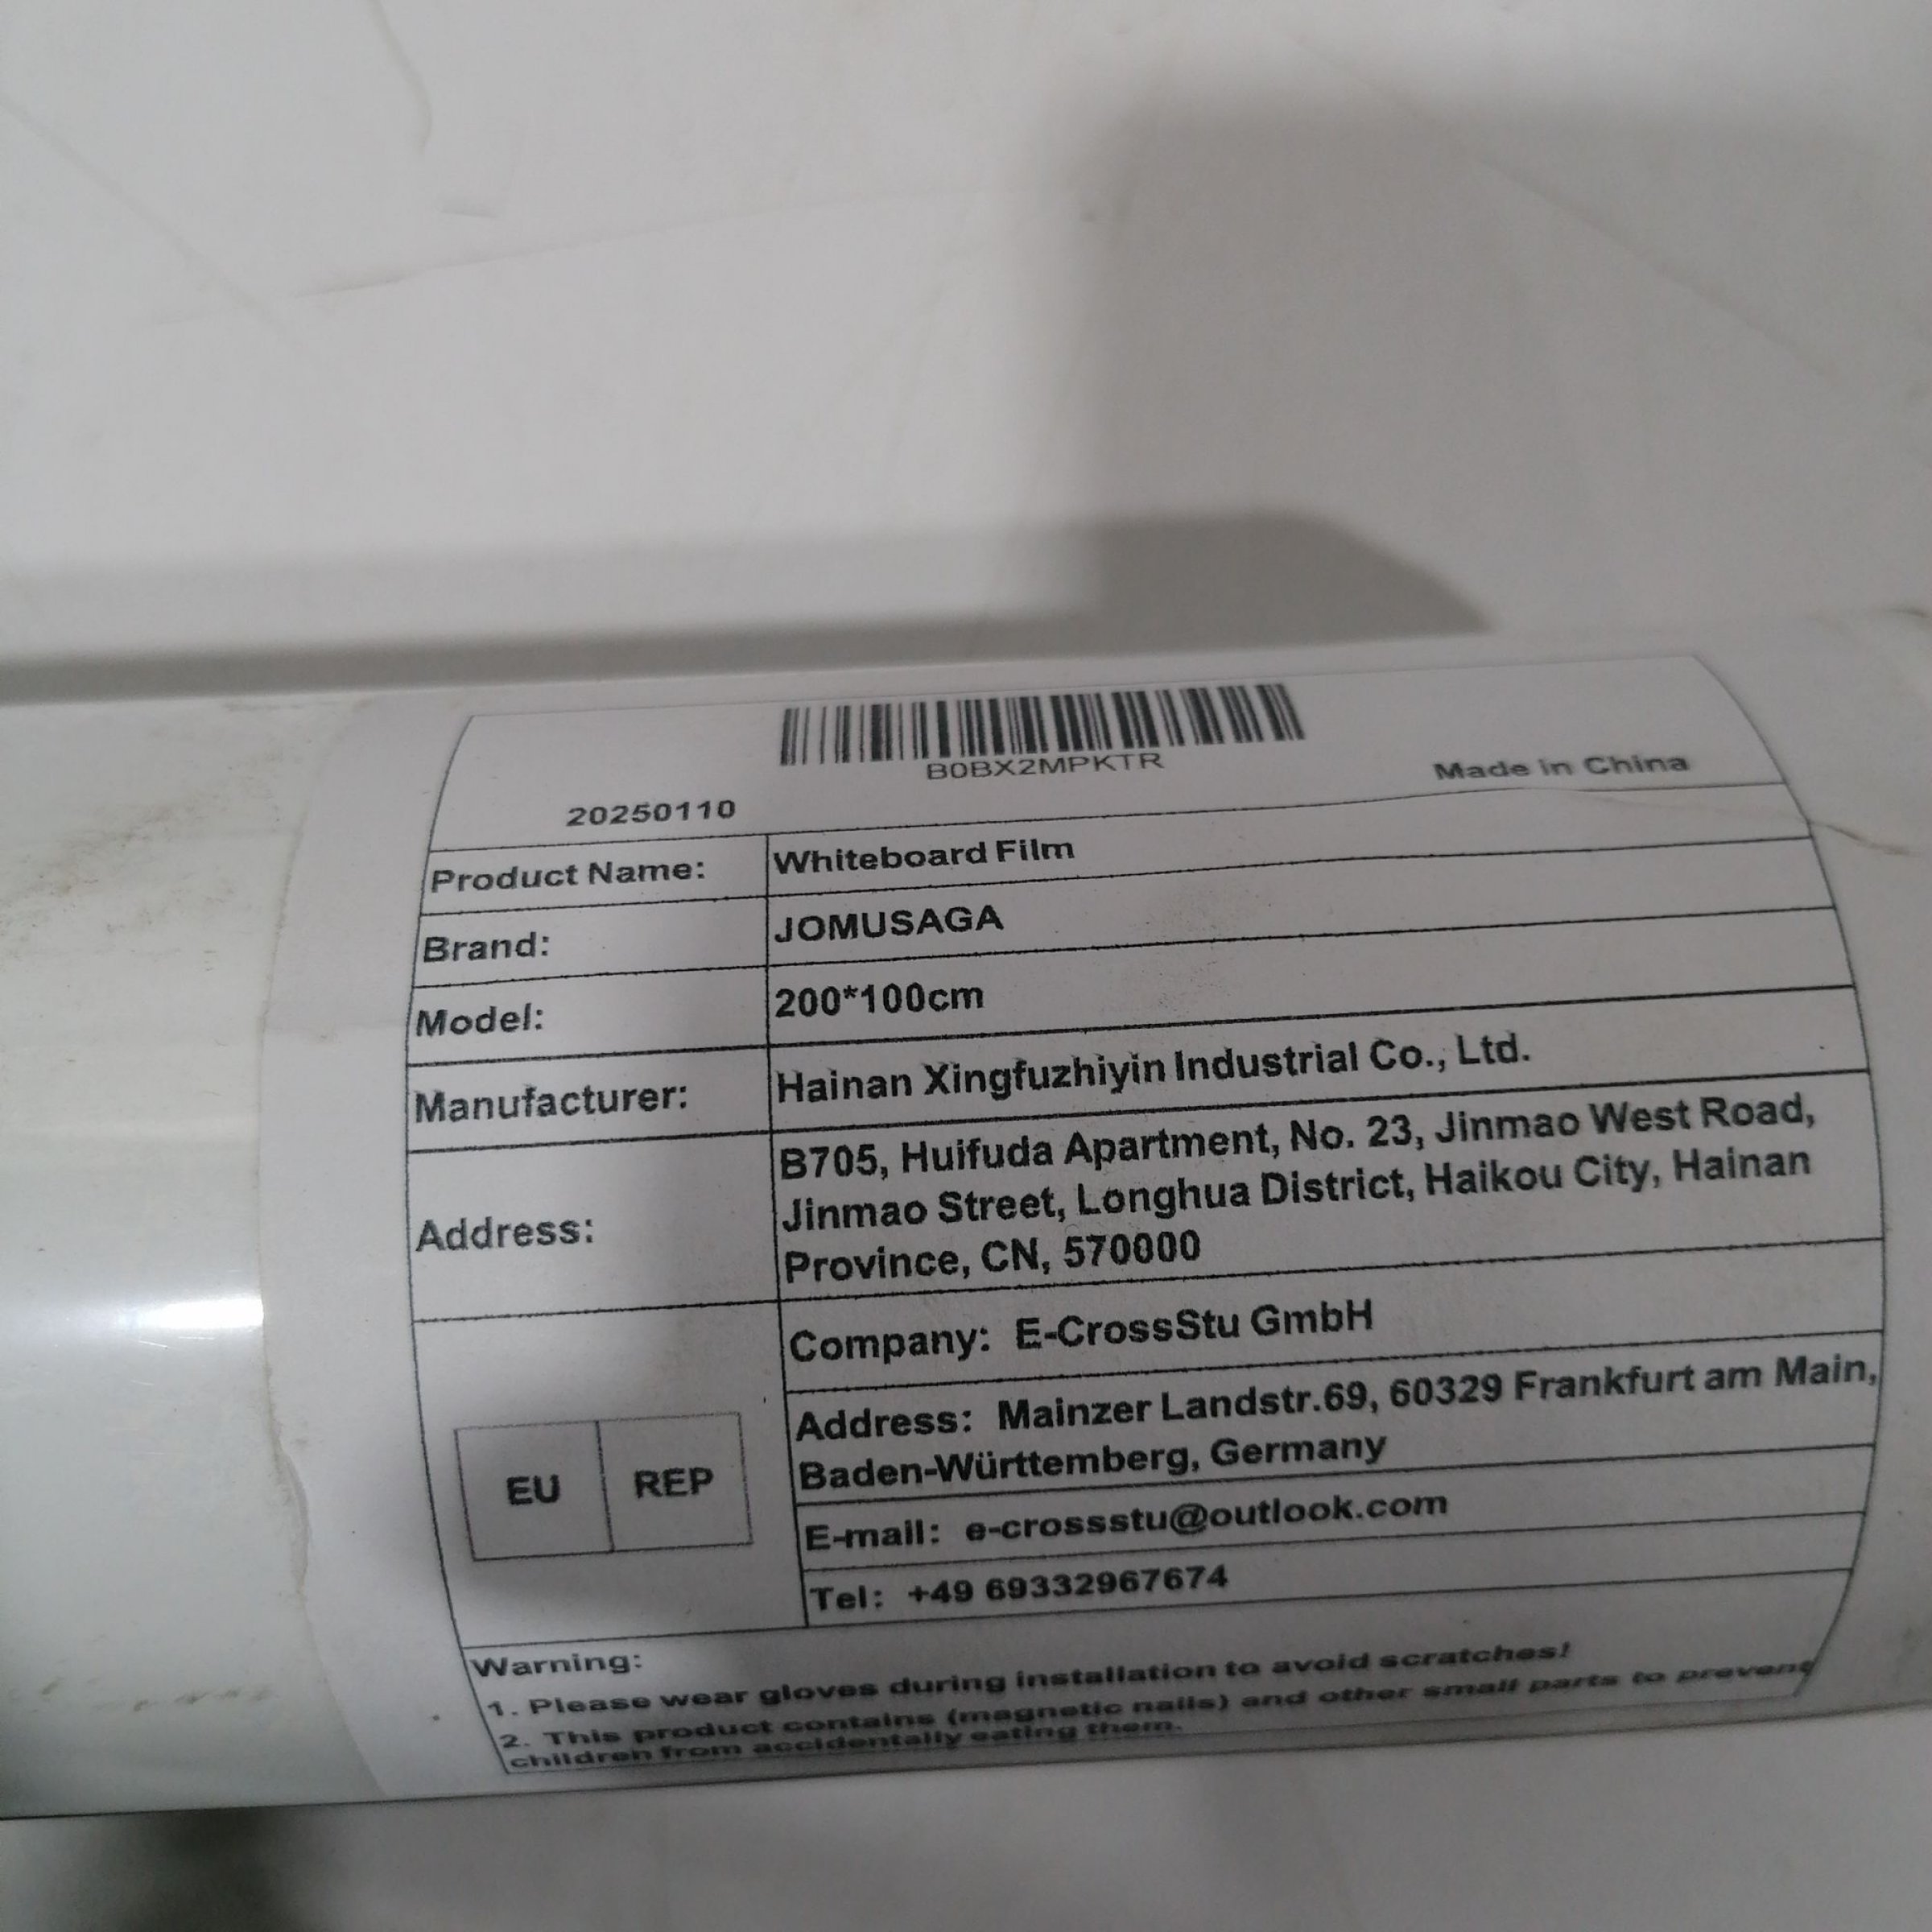 B0BX2MPKTR
Made in China
20250110
Product Name: Whiteboard Film
Brand: JOMUSAGA
Model: 200*100cm
Manufacturer: Hainan Xingfuzhiyin Industrial Co., Ltd.
Address: B705, Huifuda Apartment, No. 23, Jinmao West Road,
Jinmao Street, Longhua District, Haikou City, Hainan
Province, CN, 570000
EU REP
Company: E-CrossStu GmbH
Address: Mainzer Landstr.69, 60329 Frankfurt am Main,
Baden-Württemberg, Germany
E-mail: e-crossstu@outlook.com
Tel: +49 69332967674
Warning:
1. Please wear gloves during installation to avoid scratches!
2. This product contains (magnetic nails) and other small parts to prevent
children from accidentally eating them.